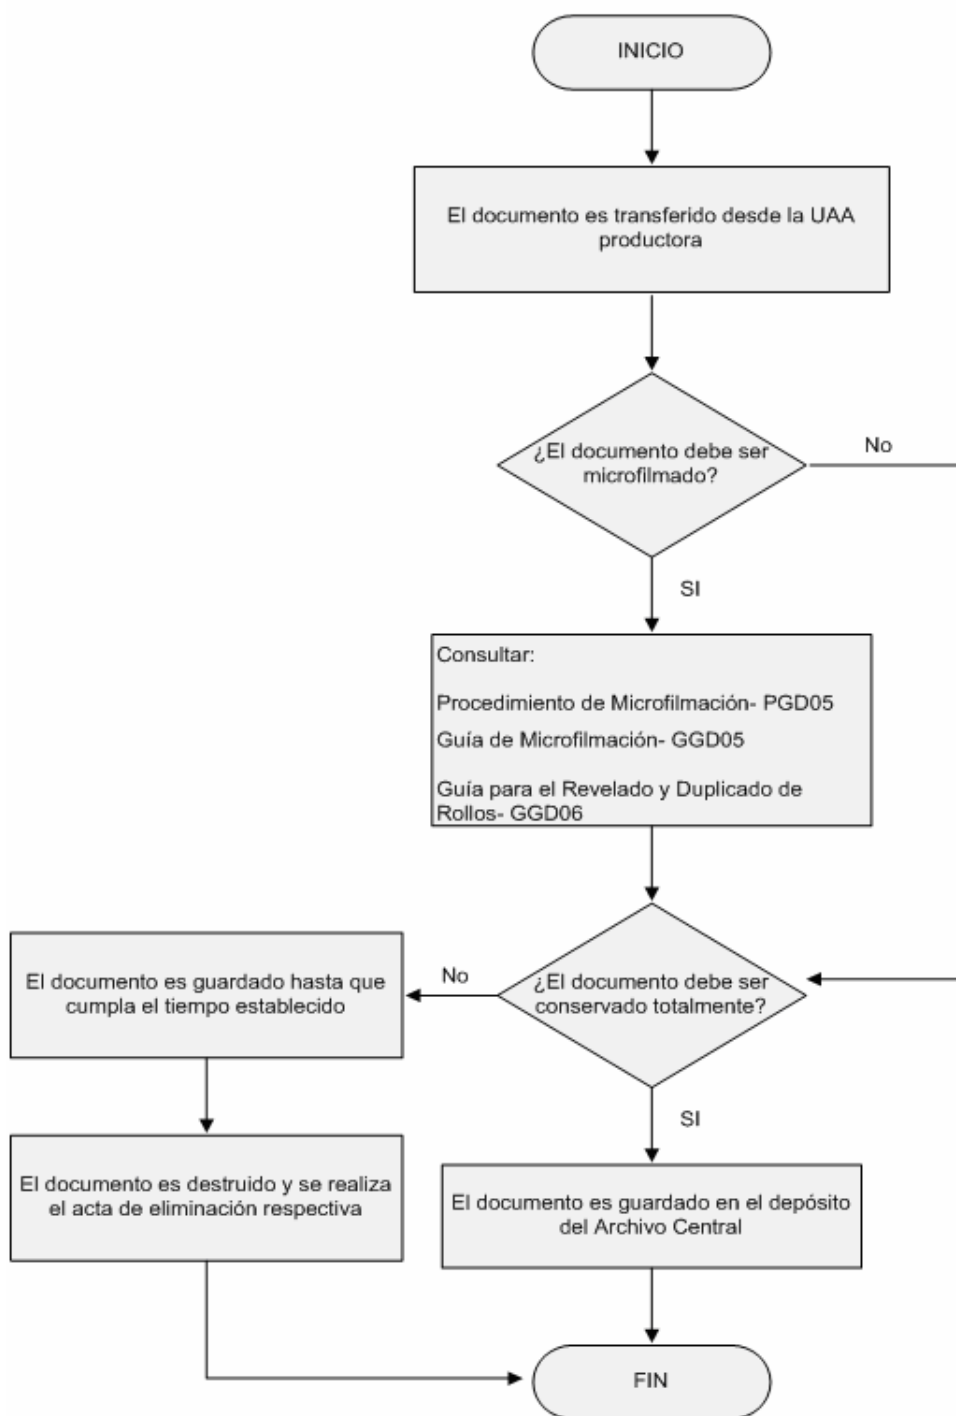 INICIO
El documento es transferido desde la UAA
productora
¿El documento debe ser
microfilmado?
No
SI
Consultar:
Procedimiento de Microfilmación- PGD05
Guía de Microfilmación- GGD05
Guía para el Revelado y Duplicado de
Rollos- GGD06
¿El documento debe ser
conservado totalmente?
No
El documento es guardado hasta que
cumpla el tiempo establecido
El documento es destruido y se realiza
el acta de eliminación respectiva
SI
El documento es guardado en el depósito
del Archivo Central
FIN